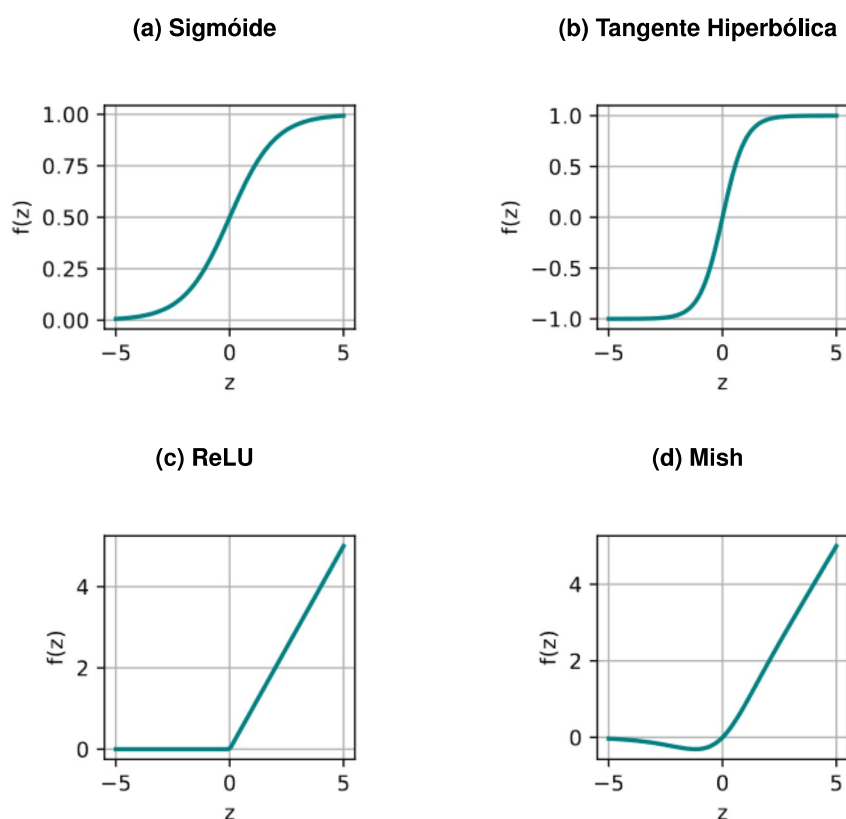 (a) Sigmóide
1.00
0.75
0.50
0.25
0.00
f(z)
−5 0 5
z
(b) Tangente Hiperbólica
1.0
0.5
0.0
−0.5
−1.0
f(z)
−5 0 5
z
(c) ReLU
4
2
0
f(z)
−5 0 5
z
(d) Mish
4
2
0
f(z)
−5 0 5
z